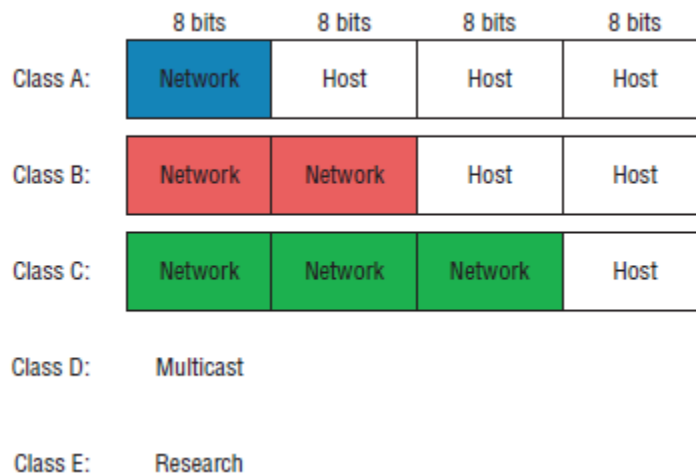 8 bits 8 bits 8 bits 8 bits
Class A: Network Host Host Host
Class B: Network Network Host Host
Class C: Network Network Network Host
Class D: Multicast
Class E: Research